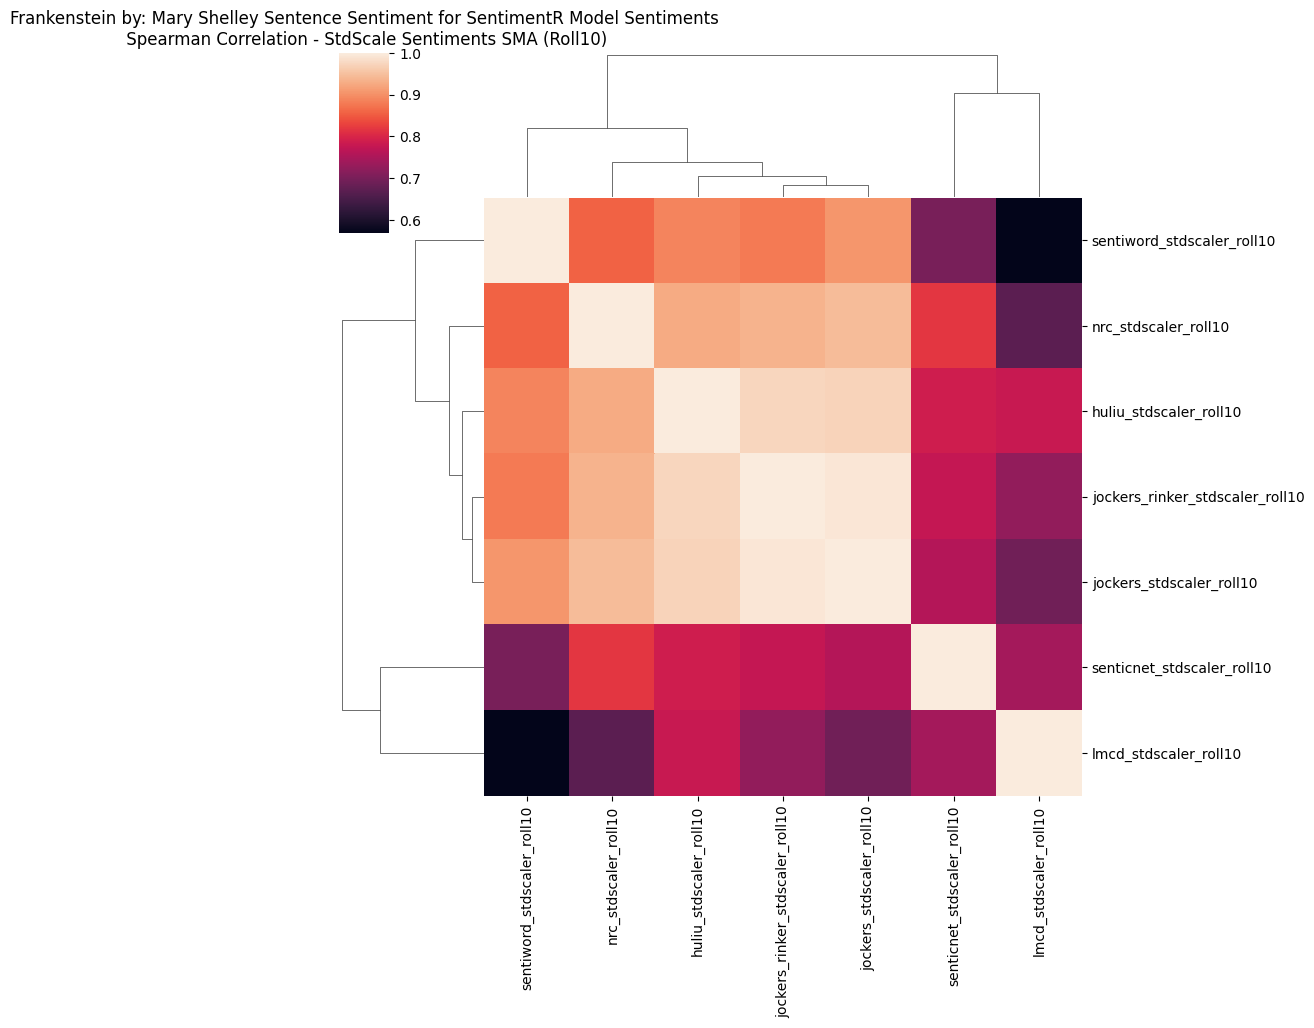 Frankenstein by: Mary Shelley Sentence Sentiment for SentimentR Model Sentiments
Spearman Correlation - StdScale Sentiments SMA (Roll10)
1.0
0.9
0.8
0.7
0.6
sentiword_stdscaler_roll10
nrc_stdscaler_roll10
huliu_stdscaler_roll10
jockers_rinker_stdscaler_roll10
jockers_stdscaler_roll10
senticnet_stdscaler_roll10
lmcd_stdscaler_roll10
sentiword_stdscaler_roll10
nrc_stdscaler_roll10
huliu_stdscaler_roll10
jockers_rinker_stdscaler_roll10
jockers_stdscaler_roll10
senticnet_stdscaler_roll10
lmcd_stdscaler_roll10